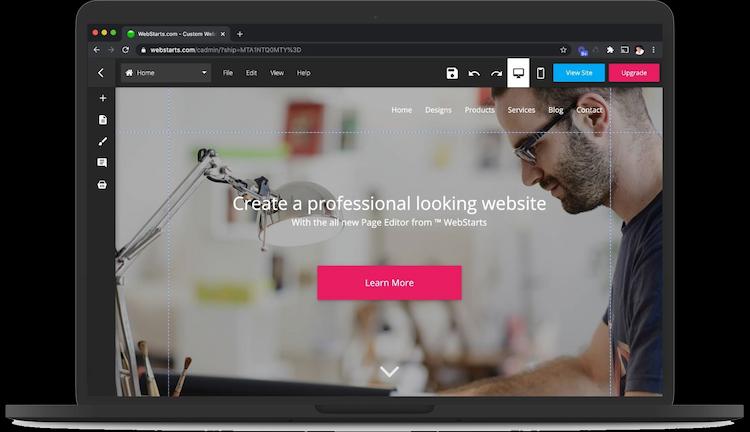 WebStarts.com - Custom Web
webstarts.com/cadmin/?ship=MTA1NTQ0MTY%3D
Home
File
Edit
View
Help
View Site
Upgrade
Home Designs Products Services Blog Contact
Create a professional looking website
With the all new Page Editor from ™ WebStarts
Learn More